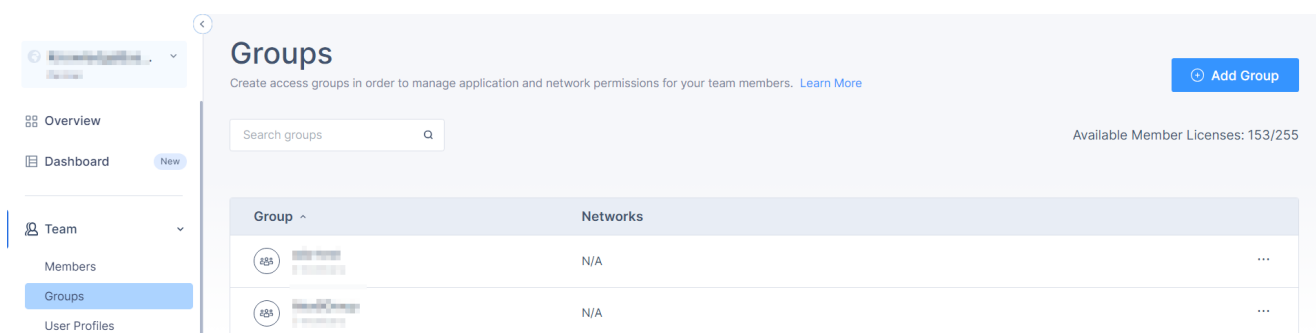 Groups
Create access groups in order to manage application and network permissions for your team members. Learn More
Add Group
Overview
Search groups
Available Member Licenses: 153/255
Dashboard New
Group Networks
Team
N/A
Members
Groups
N/A
User Profiles